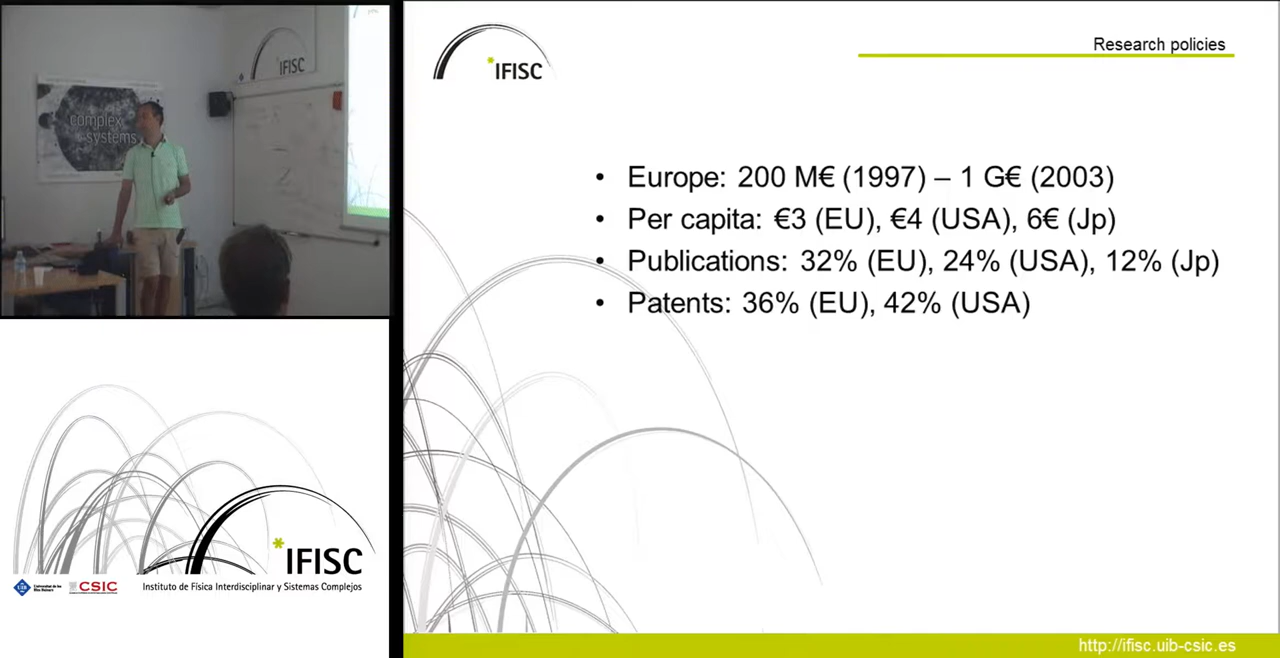 complex
systems
IFISC
*IFISC
Research policies
• Europe: 200 M€ (1997) – 1 G€ (2003)
• Per capita: €3 (EU), €4 (USA), 6€ (Jp)
• Publications: 32% (EU), 24% (USA), 12% (Jp)
• Patents: 36% (EU), 42% (USA)
*IFISC
UIB
CSIC
Instituto de Física Interdisciplinar y Sistemas Complejos
http://ifisc.uib-csic.es